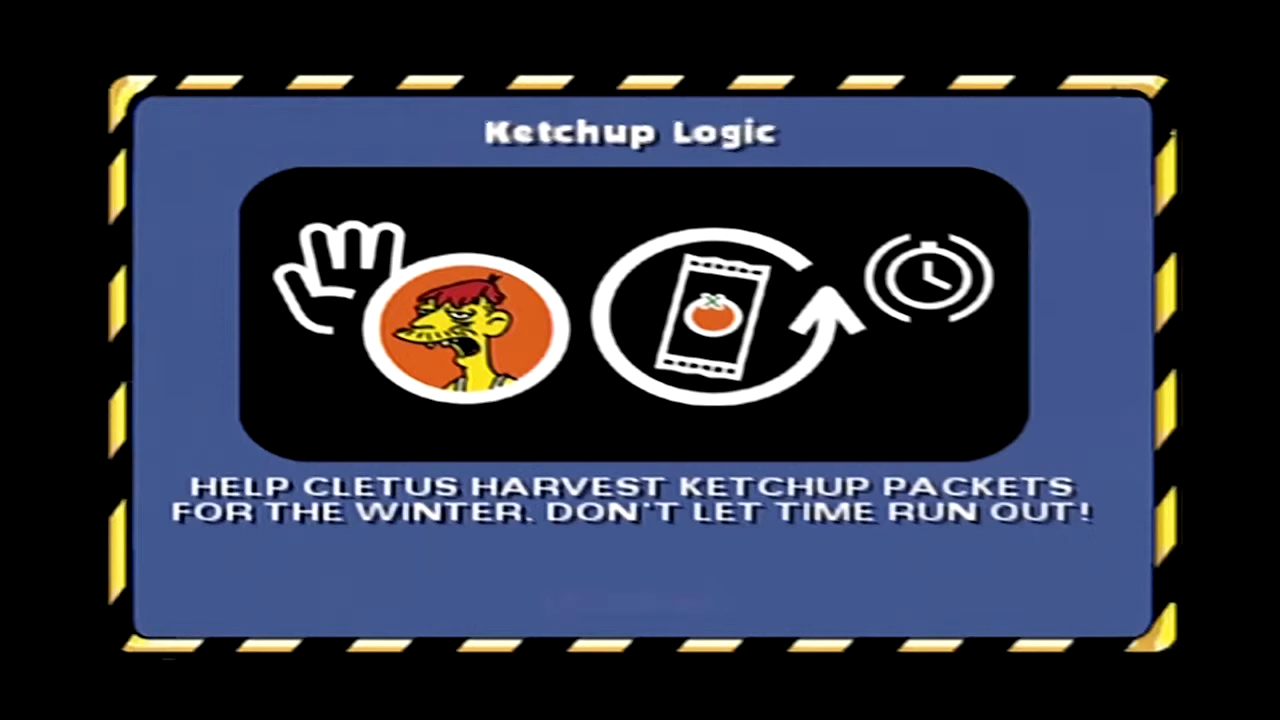 Ketchup Logic
HELP CLETUS HARVEST KETCHUP PACKETS
FOR THE WINTER. DON'T LET TIME RUN OUT!